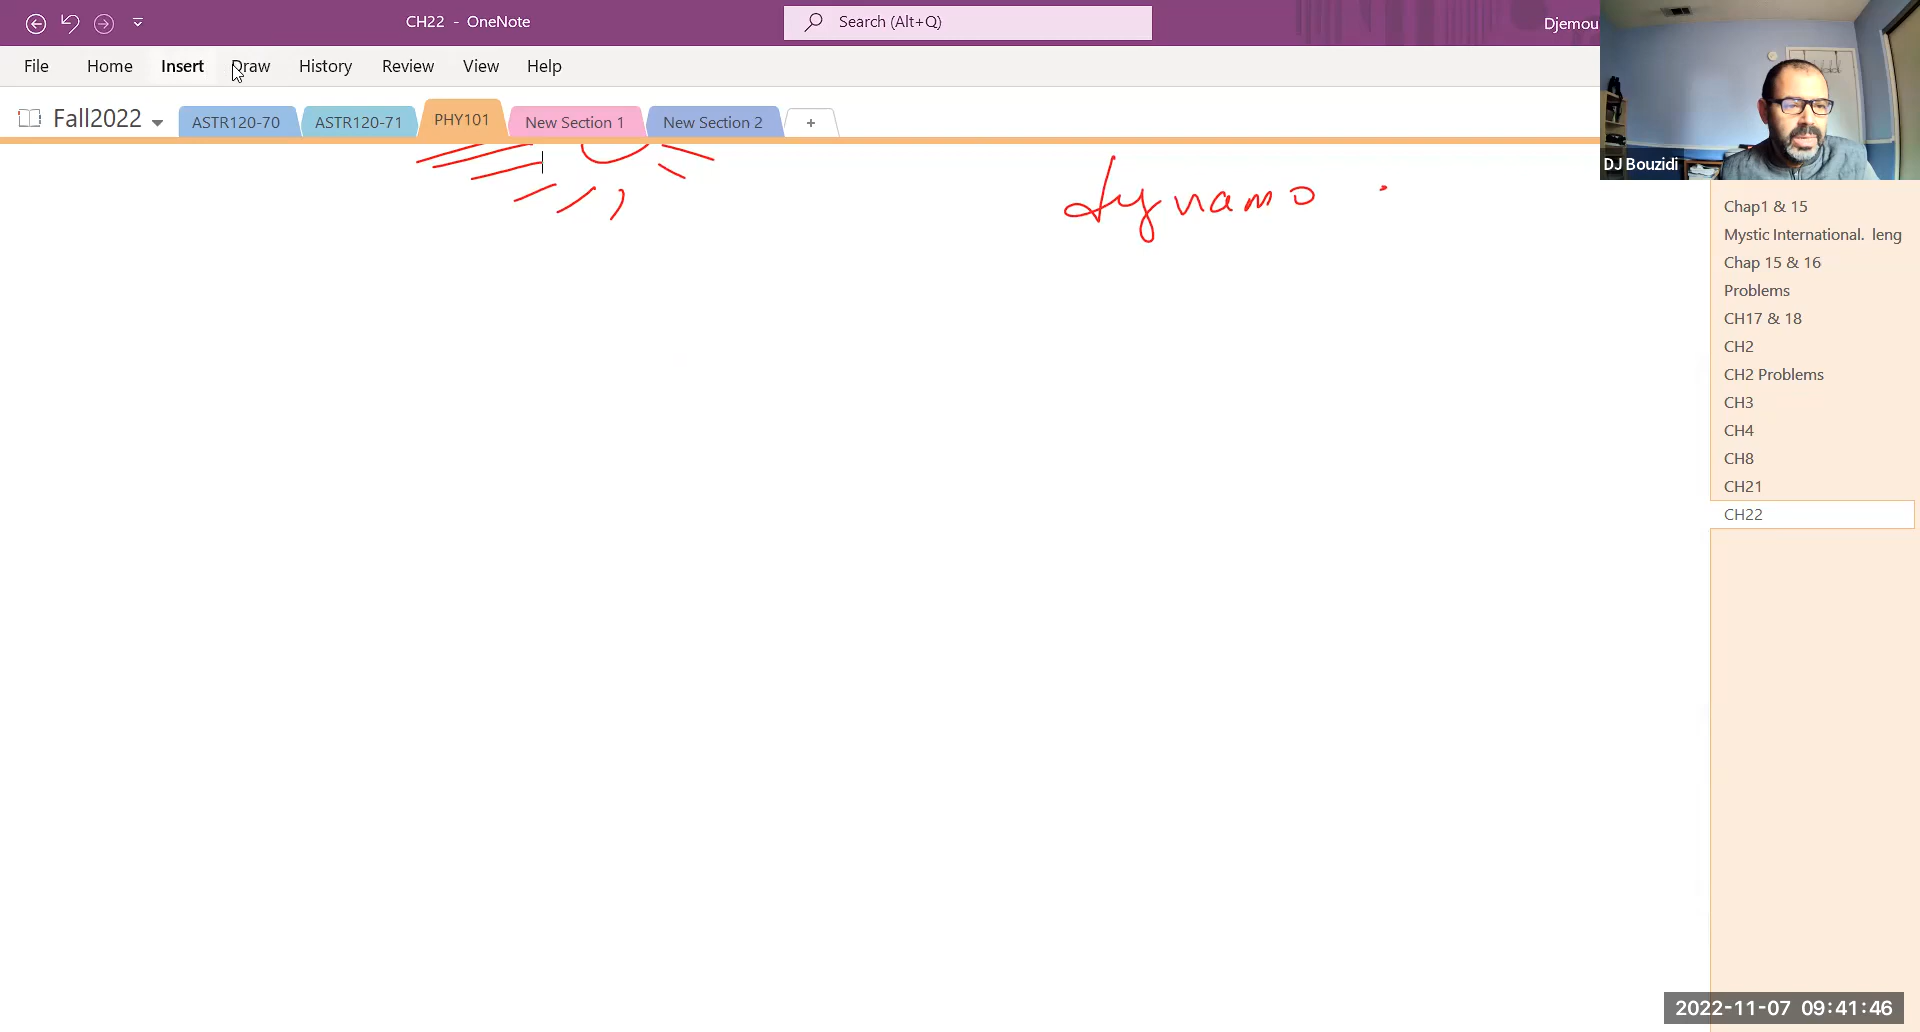 CH22 - OneNote
Search (Alt+Q)
Djemou
File Home Insert Draw History Review View Help
Fall2022
ASTR120-70
ASTR120-71
PHY101
New Section 1
New Section 2
+
DJ Bouzidi
dynamo
Chap1 & 15
Mystic International. leng
Chap 15 & 16
Problems
CH17 & 18
CH2
CH2 Problems
CH3
CH4
CH8
CH21
CH22
2022-11-07 09:41:46